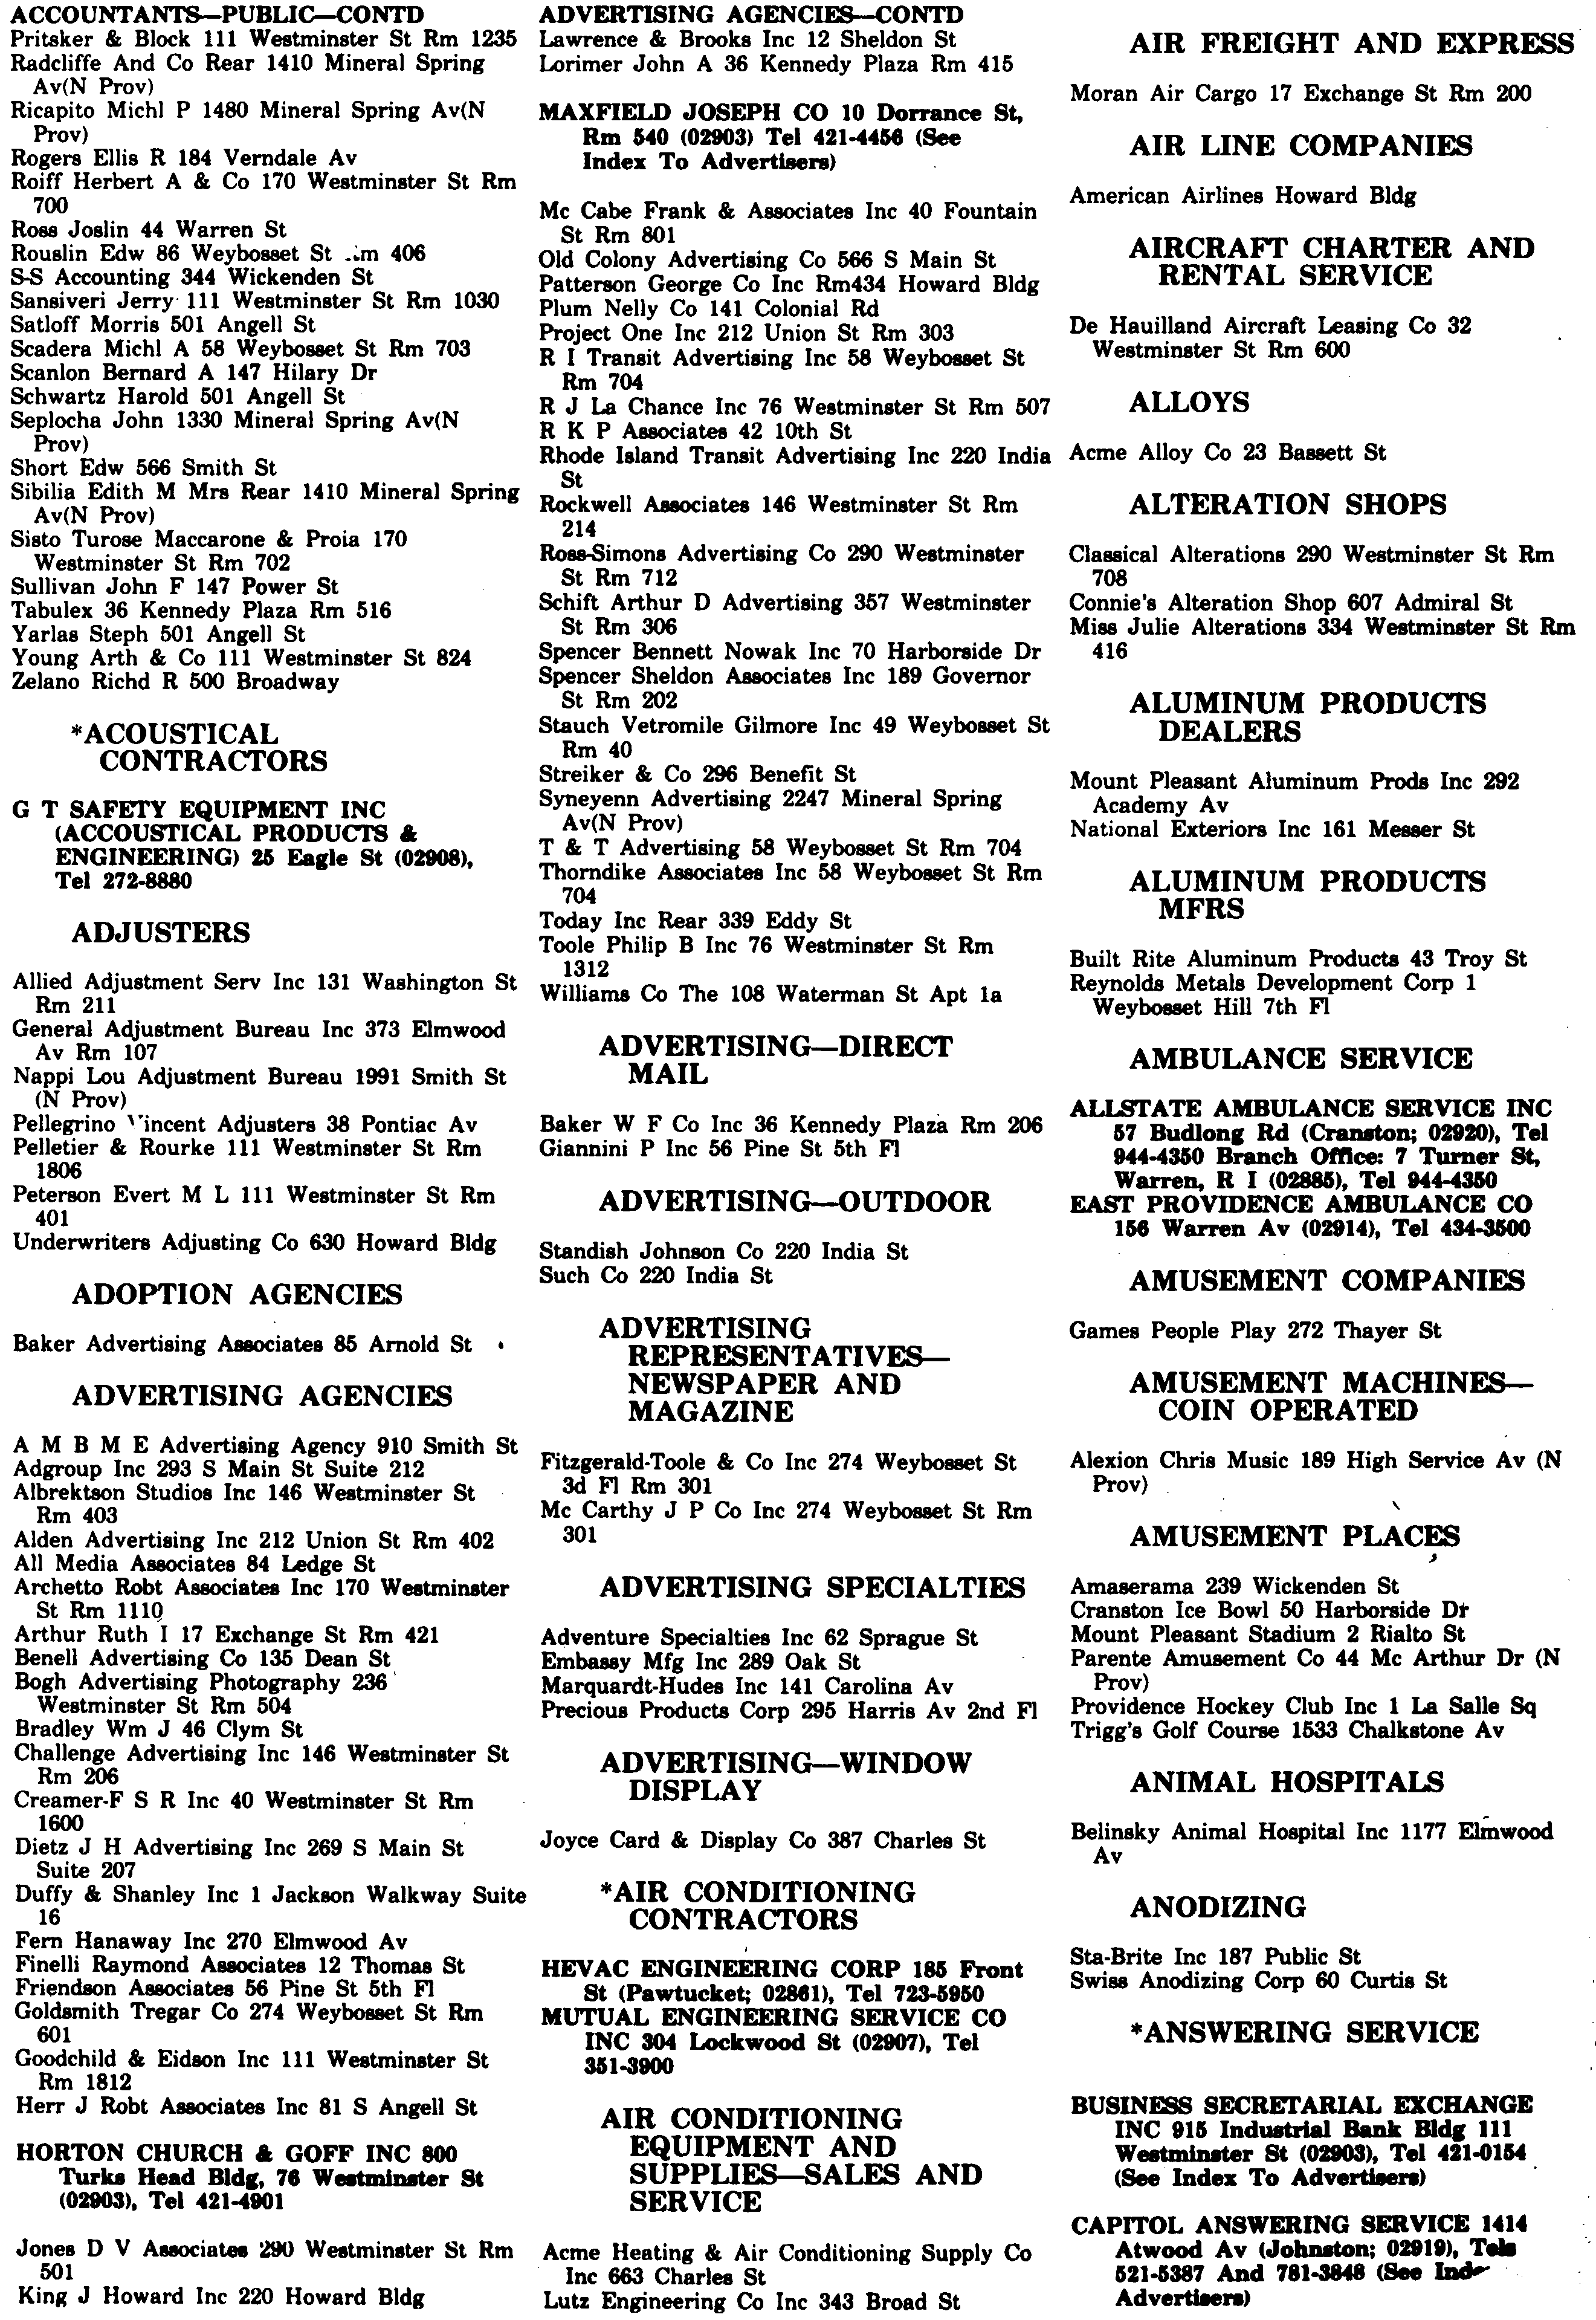 ACCOUNTANTS—PUBLIC—CONTD
Pritsker & Block 111 Westminster St Rm 1235
Radcliffe And Co Rear 1410 Mineral Spring
Av(N Prov)
Ricapito Michl P 1480 Mineral Spring Av(N
Prov)
Rogers Ellis R 184 Verndale Av
Roiff Herbert A & Co 170 Westminster St Rm
700
Ross Joslin 44 Warren St
Rouslin Edw 86 Weybosset St 406
S-S Accounting 344 Wickenden St
Sansiveri Jerry 111 Westminster St Rm 1030
Satloff Morris 501 Angell St
Scadera Michl A 58 Weybosset St Rm 703
Scanlon Bernard A 147 Hilary Dr
Schwartz Harold 501 Angell St
Seplocha John 1330 Mineral Spring Av(N
Prov)
Short Edw 566 Smith St
Sibilia Edith M Mrs Rear 1410 Mineral Spring
Av(N Prov)
Sisto Turose Maccarone & Proia 170
Westminster St Rm 702
Sullivan John F 147 Power St
Tabulex 36 Kennedy Plaza Rm 516
Yarlas Steph 501 Angell St
Young Arth & Co 111 Westminster St 824
Zelano Richd R 500 Broadway
*ACOUSTICAL
CONTRACTORS
G T SAFETY EQUIPMENT INC
(ACCOUSTICAL PRODUCTS &
ENGINEERING) 25 Eagle St (02908),
Tel 272-8880
ADJUSTERS
Allied Adjustment Serv Inc 131 Washington St
Rm 211
General Adjustment Bureau Inc 373 Elmwood
Av Rm 107
Nappi Lou Adjustment Bureau 1991 Smith St
(N Prov)
Pellegrino Vincent Adjusters 38 Pontiac Av
Pelletier & Rourke 111 Westminster St Rm
1806
Peterson Evert M L 111 Westminster St Rm
401
Underwriters Adjusting Co 630 Howard Bldg
ADOPTION AGENCIES
Baker Advertising Associates 85 Arnold St
ADVERTISING AGENCIES
A M B M E Advertising Agency 910 Smith St
Adgroup Inc 293 S Main St Suite 212
Albrektson Studios Inc 146 Westminster St
Rm 403
Alden Advertising Inc 212 Union St Rm 402
All Media Associates 84 Ledge St
Archetto Robt Associates Inc 170 Westminster
St Rm 1110
Arthur Ruth I 17 Exchange St Rm 421
Benell Advertising Co 135 Dean St
Bogh Advertising Photography 236
Westminster St Rm 504
Bradley Wm J 46 Clym St
Challenge Advertising Inc 146 Westminster St
Rm 206
Creamer-F S R Inc 40 Westminster St Rm
1600
Dietz J H Advertising Inc 269 S Main St
Suite 207
Duffy & Shanley Inc 1 Jackson Walkway Suite
16
Fern Hanaway Inc 270 Elmwood Av
Finelli Raymond Associates 12 Thomas St
Friendson Associates 56 Pine St 5th Fl
Goldsmith Tregar Co 274 Weybosset St Rm
601
Goodchild & Eidson Inc 111 Westminster St
Rm 1812
Herr J Robt Associates Inc 81 S Angell St
HORTON CHURCH & GOFF INC 800
Turks Head Bldg, 76 Westminster St
(02903), Tel 421-4901
Jones D V Associates 290 Westminster St Rm
501
King J Howard Inc 220 Howard Bldg
ADVERTISING AGENCIES—CONTD
Lawrence & Brooks Inc 12 Sheldon St
Lorimer John A 36 Kennedy Plaza Rm 415
MAXFIELD JOSEPH CO 10 Dorrance St,
Rm 540 (02903) Tel 421-4456 (See
Index To Advertisers)
Mc Cabe Frank & Associates Inc 40 Fountain
St Rm 801
Old Colony Advertising Co 566 S Main St
Patterson George Co Inc Rm434 Howard Bldg
Plum Nelly Co 141 Colonial Rd
Project One Inc 212 Union St Rm 303
R I Transit Advertising Inc 58 Weybosset St
Rm 704
R J La Chance Inc 76 Westminster St Rm 507
R K P Associates 42 10th St
Rhode Island Transit Advertising Inc 220 India
St
Rockwell Associates 146 Westminster St Rm
214
Ross-Simons Advertising Co 290 Westminster
St Rm 712
Schift Arthur D Advertising 357 Westminster
St Rm 306
Spencer Bennett Nowak Inc 70 Harborside Dr
Spencer Sheldon Associates Inc 189 Governor
St Rm 202
Stauch Vetromile Gilmore Inc 49 Weybosset St
Rm 40
Streiker & Co 296 Benefit St
Syneyenn Advertising 2247 Mineral Spring
Av(N Prov)
T & T Advertising 58 Weybosset St Rm 704
Thorndike Associates Inc 58 Weybosset St Rm
704
Today Inc Rear 339 Eddy St
Toole Philip B Inc 76 Westminster St Rm
1312
Williams Co The 108 Waterman St Apt 1a
ADVERTISING—DIRECT
MAIL
Baker W F Co Inc 36 Kennedy Plaza Rm 206
Giannini P Inc 56 Pine St 5th Fl
ADVERTISING—OUTDOOR
Standish Johnson Co 220 India St
Such Co 220 India St
ADVERTISING
REPRESENTATIVES—
NEWSPAPER AND
MAGAZINE
Fitzgerald-Toole & Co Inc 274 Weybosset St
3d Fl Rm 301
Mc Carthy J P Co Inc 274 Weybosset St Rm
301
ADVERTISING SPECIALTIES
Adventure Specialties Inc 62 Sprague St
Embassy Mfg Inc 289 Oak St
Marquardt-Hudes Inc 141 Carolina Av
Precious Products Corp 295 Harris Av 2nd Fl
ADVERTISING—WINDOW
DISPLAY
Joyce Card & Display Co 387 Charles St
*AIR CONDITIONING
CONTRACTORS
HEVAC ENGINEERING CORP 185 Front
St (Pawtucket; 02861), Tel 723-5950
MUTUAL ENGINEERING SERVICE CO
INC 304 Lockwood St (02907), Tel
351-3900
AIR CONDITIONING
EQUIPMENT AND
SUPPLIES—SALES AND
SERVICE
Acme Heating & Air Conditioning Supply Co
Inc 663 Charles St
Lutz Engineering Co Inc 343 Broad St
AIR FREIGHT AND EXPRESS
Moran Air Cargo 17 Exchange St Rm 200
AIR LINE COMPANIES
American Airlines Howard Bldg
AIRCRAFT CHARTER AND
RENTAL SERVICE
De Hauilland Aircraft Leasing Co 32
Westminster St Rm 600
ALLOYS
Acme Alloy Co 23 Bassett St
ALTERATION SHOPS
Classical Alterations 290 Westminster St Rm
708
Connie's Alteration Shop 607 Admiral St
Miss Julie Alterations 334 Westminster St Rm
416
ALUMINUM PRODUCTS
DEALERS
Mount Pleasant Aluminum Prods Inc 292
Academy Av
National Exteriors Inc 161 Messer St
ALUMINUM PRODUCTS
MFRS
Built Rite Aluminum Products 43 Troy St
Reynolds Metals Development Corp 1
Weybosset Hill 7th Fl
AMBULANCE SERVICE
ALLSTATE AMBULANCE SERVICE INC
57 Budlong Rd (Cranston; 02920), Tel
944-4350 Branch Office: 7 Turner St,
Warren, R I (02885), Tel 944-4350
EAST PROVIDENCE AMBULANCE CO
156 Warren Av (02914), Tel 434-3500
AMUSEMENT COMPANIES
Games People Play 272 Thayer St
AMUSEMENT MACHINES—
COIN OPERATED
Alexion Chris Music 189 High Service Av (N
Prov)
AMUSEMENT PLACES
Amaserama 239 Wickenden St
Cranston Ice Bowl 50 Harborside Dr
Mount Pleasant Stadium 2 Rialto St
Parente Amusement Co 44 Mc Arthur Dr (N
Prov)
Providence Hockey Club Inc 1 La Salle Sq
Trigg's Golf Course 1533 Chalkstone Av
ANIMAL HOSPITALS
Belinsky Animal Hospital Inc 1177 Elmwood
Av
ANODIZING
Sta-Brite Inc 187 Public St
Swiss Anodizing Corp 60 Curtis St
*ANSWERING SERVICE
BUSINESS SECRETARIAL EXCHANGE
INC 915 Industrial Bank Bldg 111
Westminster St (02903), Tel 421-0154
(See Index To Advertisers)
CAPITOL ANSWERING SERVICE 1414
Atwood Av (Johnston; 02919), Tels
521-5387 And 781-3848 (See
Advertisers)